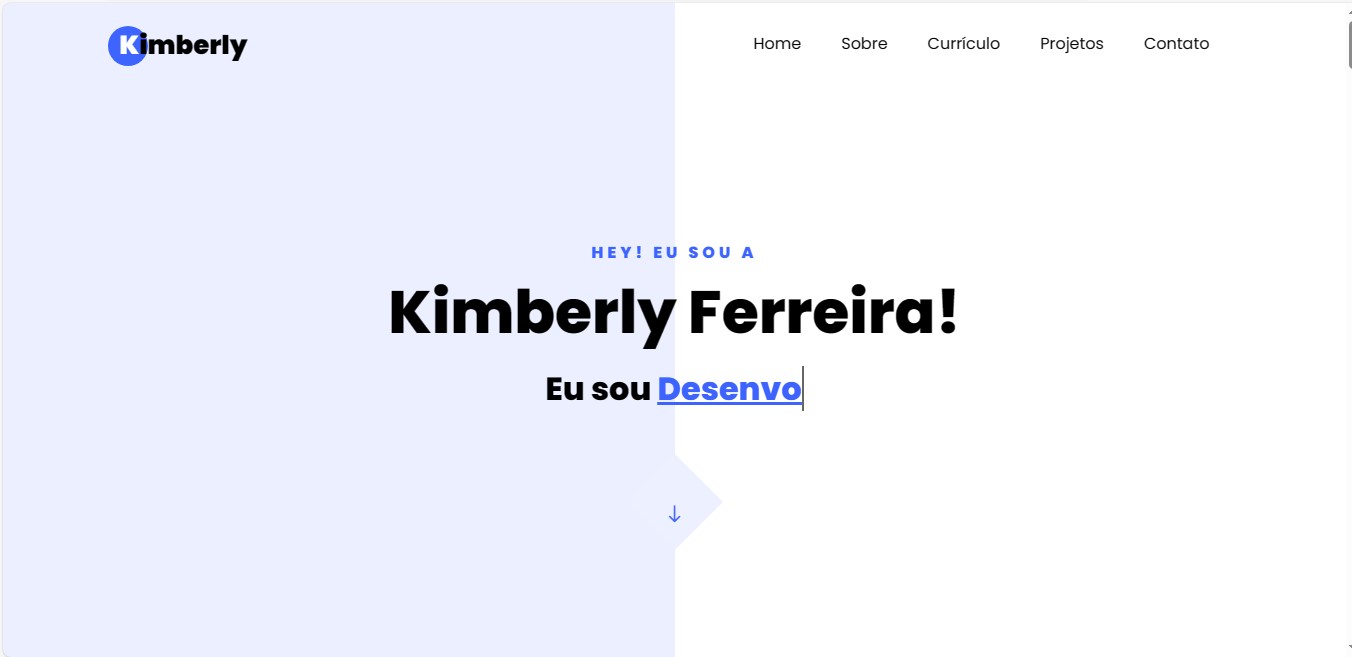 Kimberly
Home Sobre Currículo Projetos Contato
HEY! EU SOU A
Kimberly Ferreira!
Eu sou Desenvo